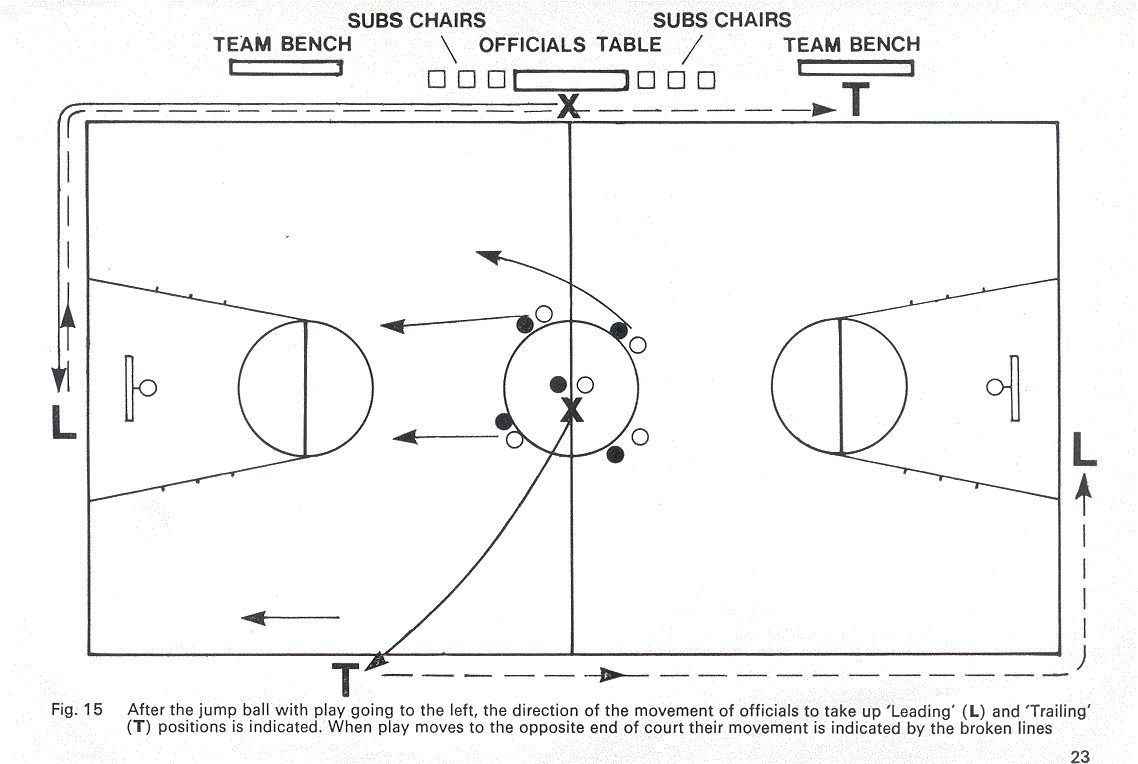 SUBS CHAIRS SUBS CHAIRS
TEAM BENCH OFFICIALS TABLE TEAM BENCH
X T
L
X
L
T
Fig. 15 After the jump ball with play going to the left, the direction of the movement of officials to take up 'Leading' (L) and 'Trailing'
(T) positions is indicated. When play moves to the opposite end of court their movement is indicated by the broken lines
23